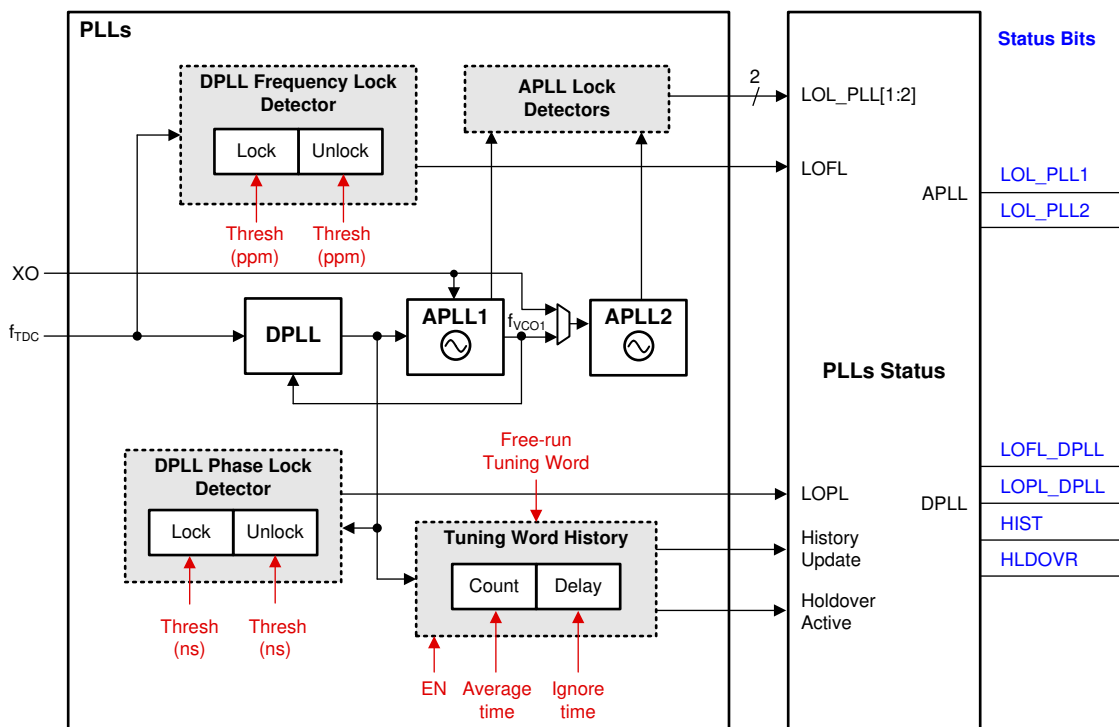 PLLs
Status Bits
DPLL Frequency Lock
Detector
Lock
Unlock
Thresh
(ppm)
Thresh
(ppm)
APLL Lock
Detectors
2
LOL_PLL[1:2]
LOFL
APLL
LOL_PLL1
LOL_PLL2
XO
fTDC
DPLL
APLL1
fVCO1
APLL2
PLLs Status
Free-run
Tuning Word
DPLL Phase Lock
Detector
Lock
Unlock
Thresh
(ns)
Thresh
(ns)
Tuning Word History
Count
Delay
EN
Average
time
Ignore
time
LOPL
History
Update
Holdover
Active
DPLL
LOFL_DPLL
LOPL_DPLL
HIST
HLDOVR